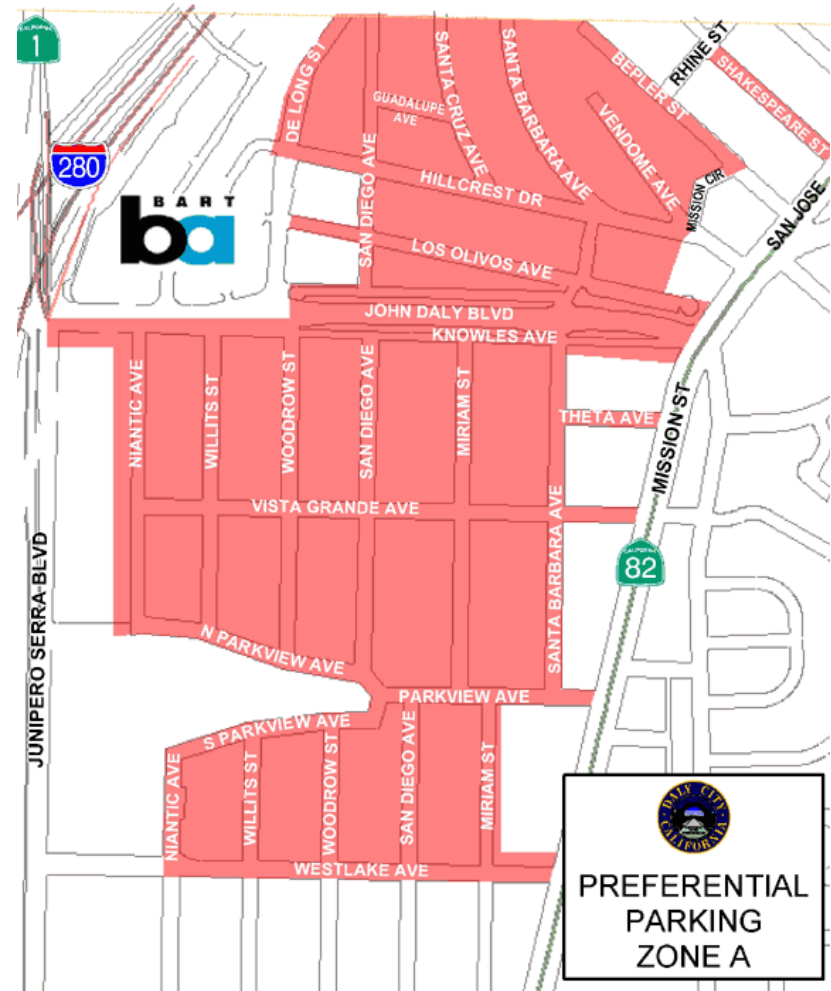 CALIFORNIA
1
280
BART
ba
DE LONG ST
GUADALUPE
AVE
SANTA CRUZ AVE
SANTA BARBARA AVE
BEPLER ST
RHINE ST
SHAKESPEARE ST
VENDOME AVE
MISSION CIR
SAN JOSE
SAN DIEGO AVE
HILLCREST DR
LOS OLIVOS AVE
JOHN DALY BLVD
KNOWLES AVE
NIANTIC AVE
WILLITS ST
WOODROW ST
SAN DIEGO AVE
MIRIAM ST
THETA AVE
MISSION ST
VISTA GRANDE AVE
SANTA BARBARA AVE
CALIFORNIA
82
JUNIPERO SERRA BLVD
N PARKVIEW AVE
PARKVIEW AVE
S PARKVIEW AVE
NIANTIC AVE
WILLITS ST
WOODROW ST
SAN DIEGO AVE
MIRIAM ST
WESTLAKE AVE
DALY CITY
CALIFORNIA
PREFERENTIAL
PARKING
ZONE A